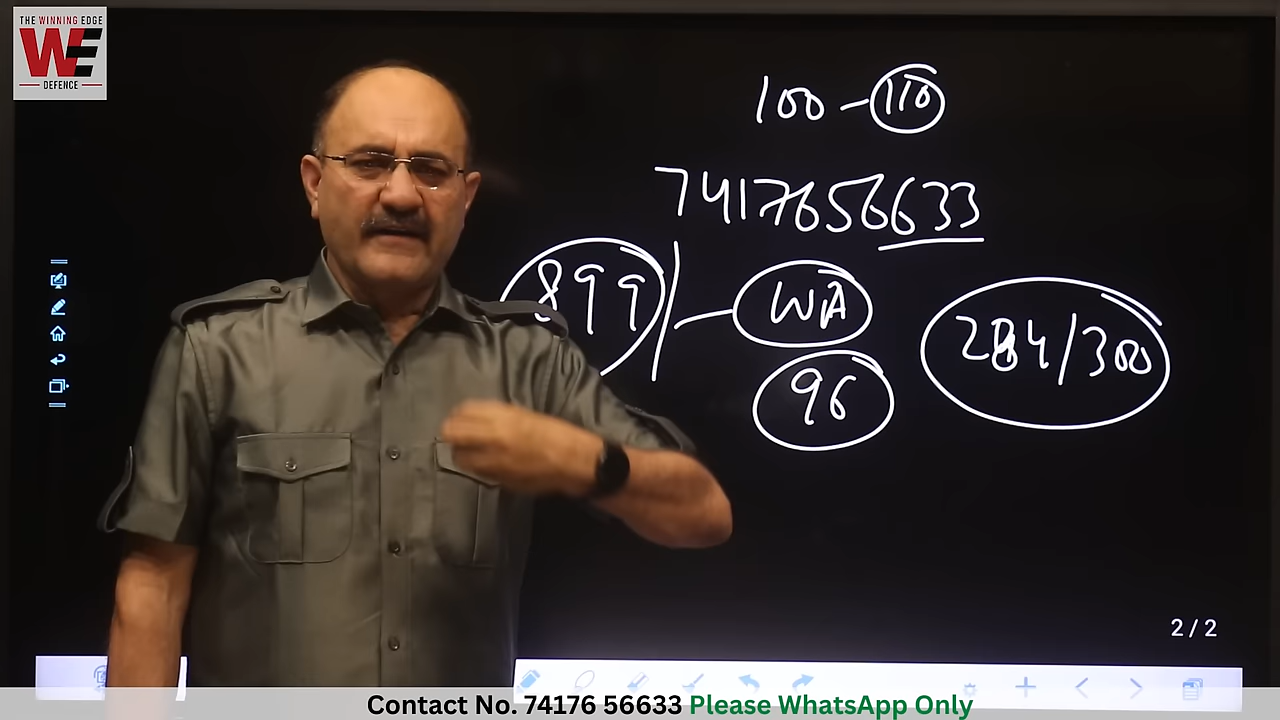 THE WINNING EDGE
WE
DEFENCE
100 - 110
7417656633
899
WA
284/300
96
2 / 2
Contact No. 74176 56633 Please WhatsApp Only